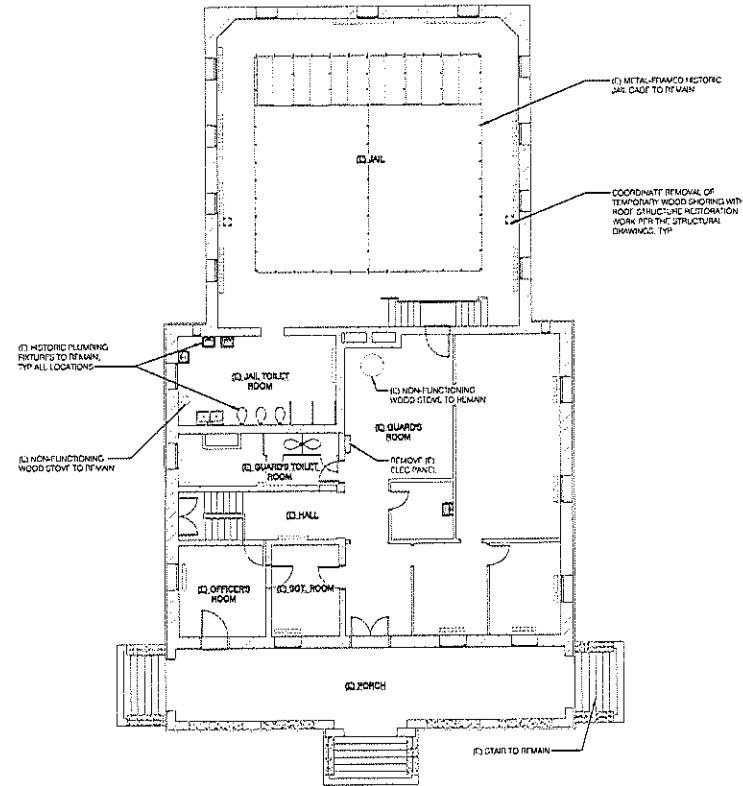 (E) METAL-FRAMED HISTORIC
JAIL CAGE TO REMAIN
(E) JAIL
COORDINATE REMOVAL OF
TEMPORARY WOOD SHORING WITH
ROOF STRUCTURE RESTORATION
WORK PER THE STRUCTURAL
DRAWINGS, TYP
(E) HISTORIC PLUMBING
FIXTURES TO REMAIN,
TYP ALL LOCATIONS
(E) JAIL TOILET
ROOM
(E) NON-FUNCTIONING
WOOD STOVE TO REMAIN
(E) GUARD'S
ROOM
(E) NON-FUNCTIONING
WOOD STOVE TO REMAIN
(E) GUARD'S TOILET
ROOM
REMOVE (E)
ELEC PANEL
(E) HALL
(E) OFFICER'S
ROOM
(E) SGT. ROOM
(E) PORCH
(E) STAIR TO REMAIN